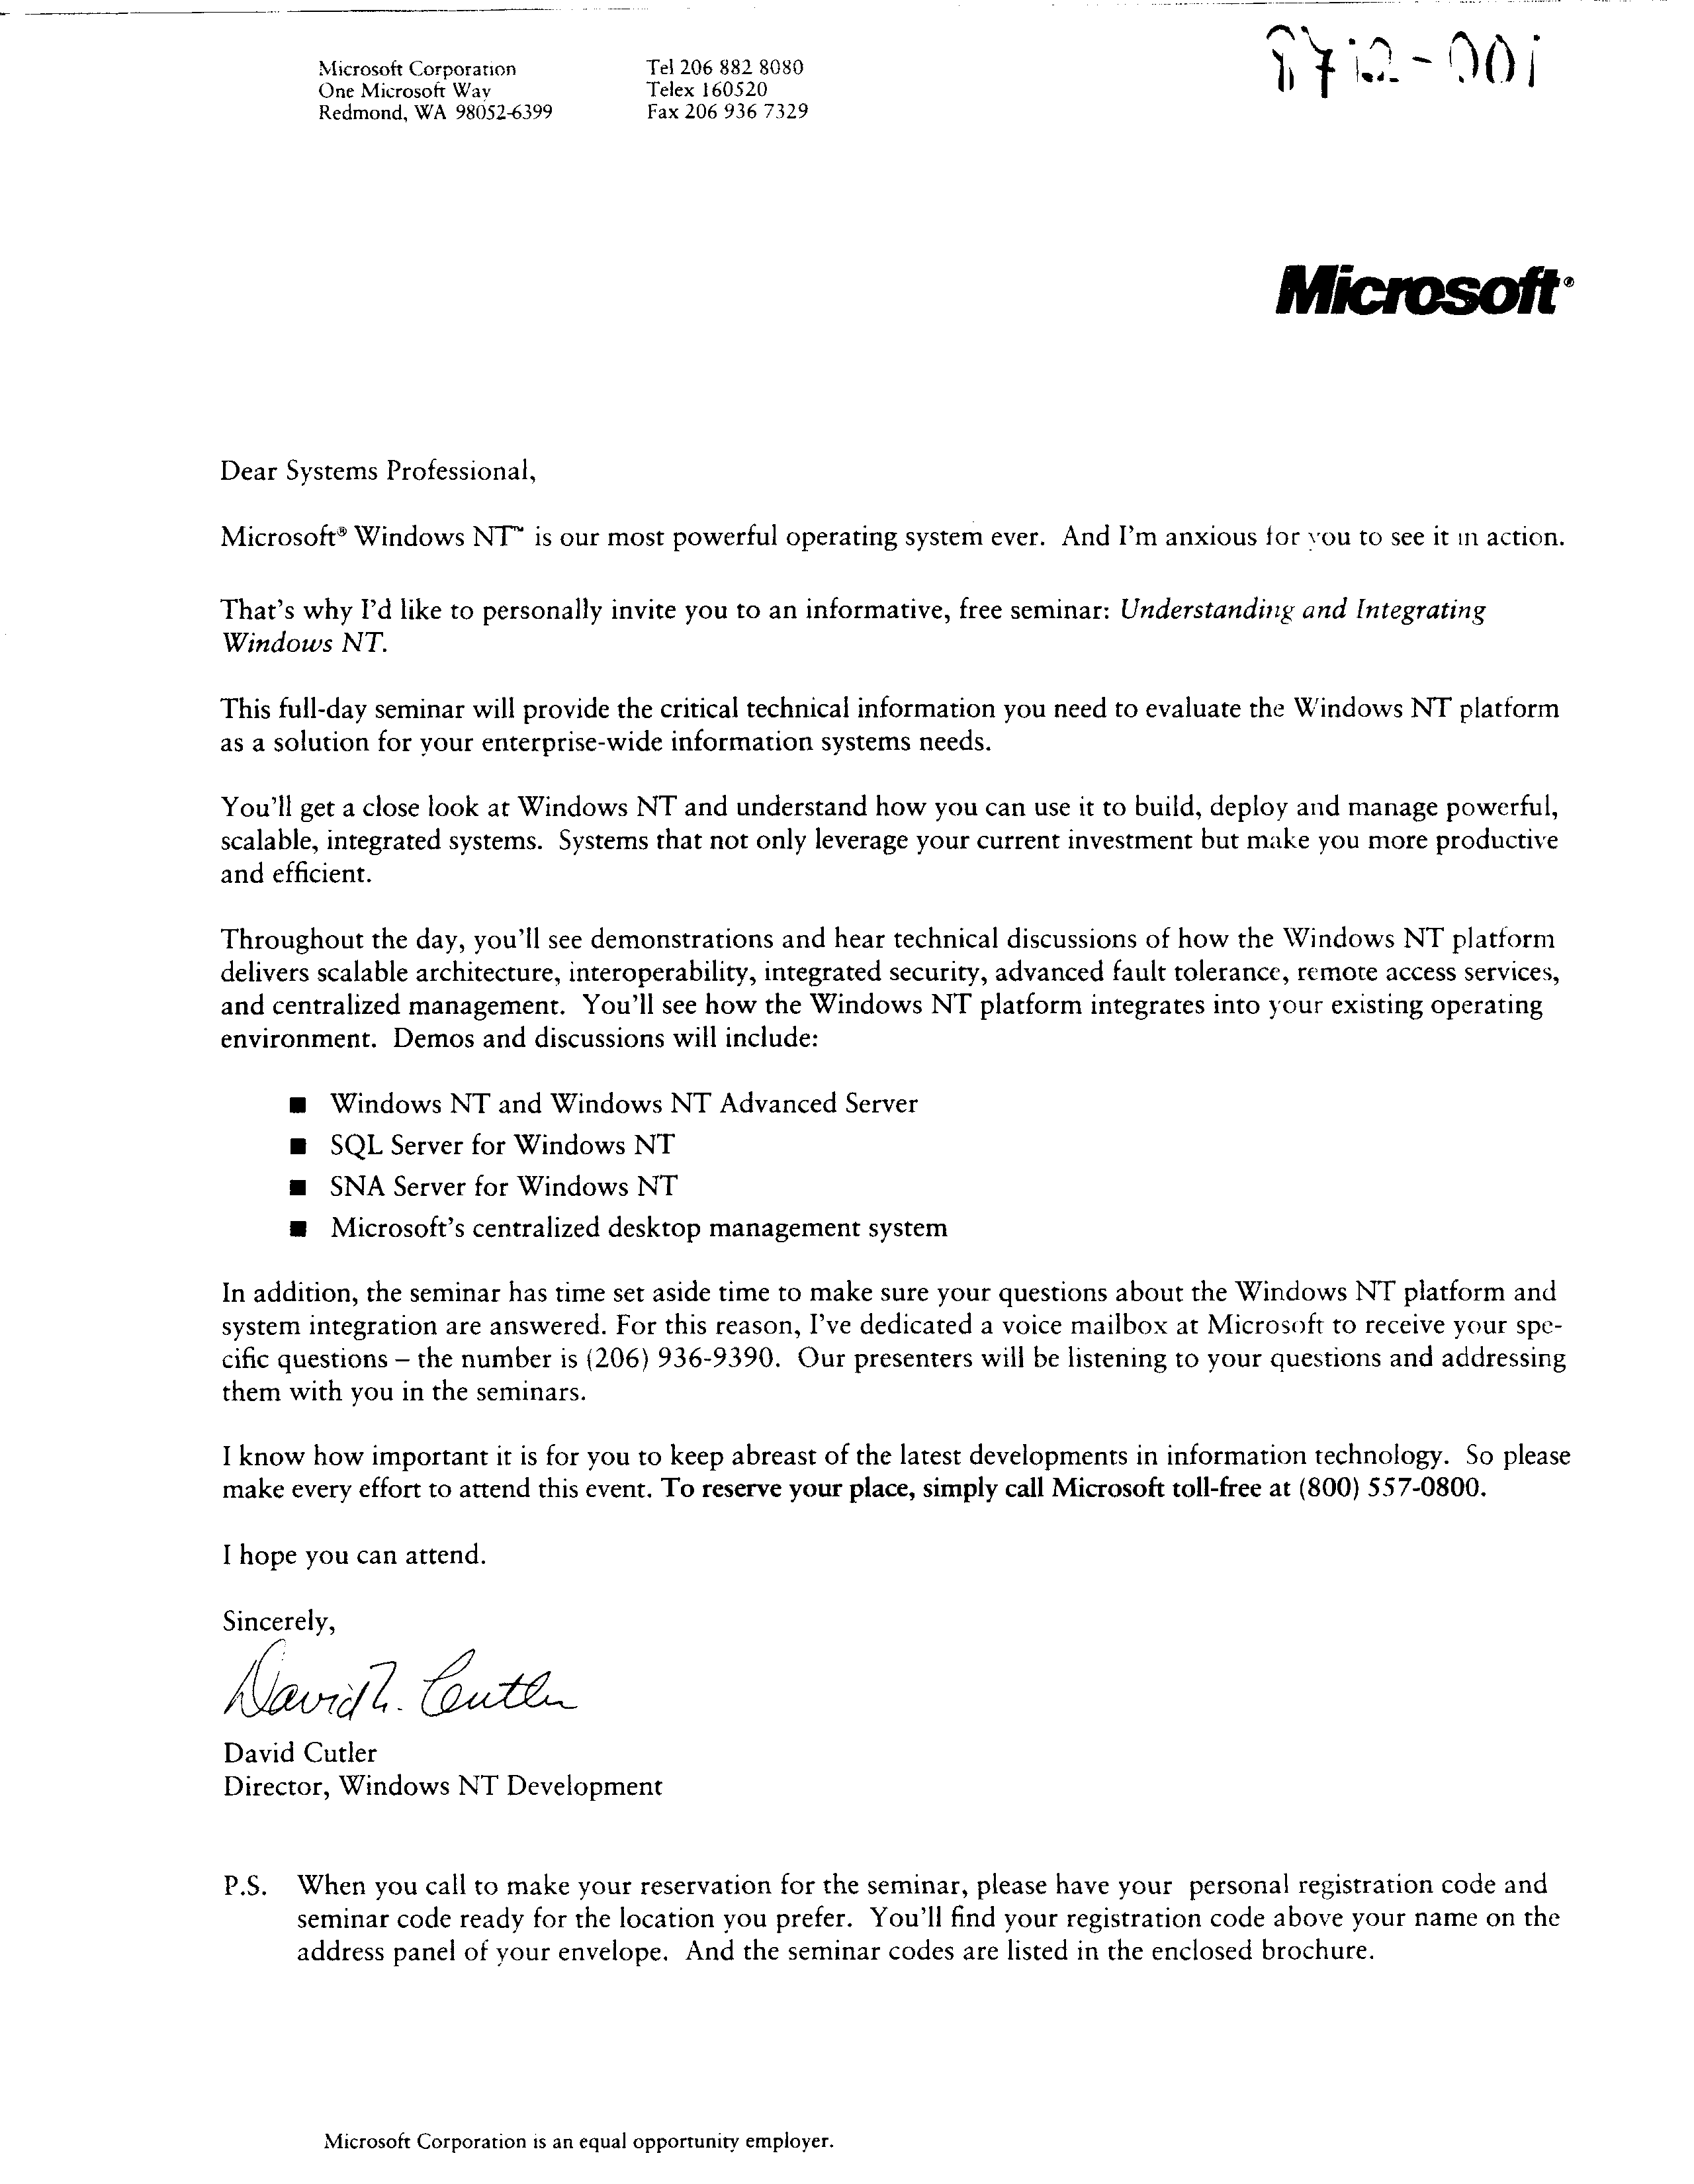 Microsoft Corporation
One Microsoft Way
Redmond, WA 98052-6399
Tel 206 882 8080
Telex 160520
Fax 206 936 7329
Microsoft®
Dear Systems Professional,
Microsoft® Windows NT™ is our most powerful operating system ever. And I'm anxious for you to see it in action.
That's why I'd like to personally invite you to an informative, free seminar: Understanding and Integrating
Windows NT.
This full-day seminar will provide the critical technical information you need to evaluate the Windows NT platform
as a solution for your enterprise-wide information systems needs.
You'll get a close look at Windows NT and understand how you can use it to build, deploy and manage powerful,
scalable, integrated systems. Systems that not only leverage your current investment but make you more productive
and efficient.
Throughout the day, you'll see demonstrations and hear technical discussions of how the Windows NT platform
delivers scalable architecture, interoperability, integrated security, advanced fault tolerance, remote access services,
and centralized management. You'll see how the Windows NT platform integrates into your existing operating
environment. Demos and discussions will include:
■ Windows NT and Windows NT Advanced Server
■ SQL Server for Windows NT
■ SNA Server for Windows NT
■ Microsoft's centralized desktop management system
In addition, the seminar has time set aside time to make sure your questions about the Windows NT platform and
system integration are answered. For this reason, I've dedicated a voice mailbox at Microsoft to receive your spe-
cific questions – the number is (206) 936-9390. Our presenters will be listening to your questions and addressing
them with you in the seminars.
I know how important it is for you to keep abreast of the latest developments in information technology. So please
make every effort to attend this event. To reserve your place, simply call Microsoft toll-free at (800) 557-0800.
I hope you can attend.
Sincerely,
David N. Cutler
David Cutler
Director, Windows NT Development
P.S. When you call to make your reservation for the seminar, please have your personal registration code and
seminar code ready for the location you prefer. You'll find your registration code above your name on the
address panel of your envelope. And the seminar codes are listed in the enclosed brochure.
Microsoft Corporation is an equal opportunity employer.